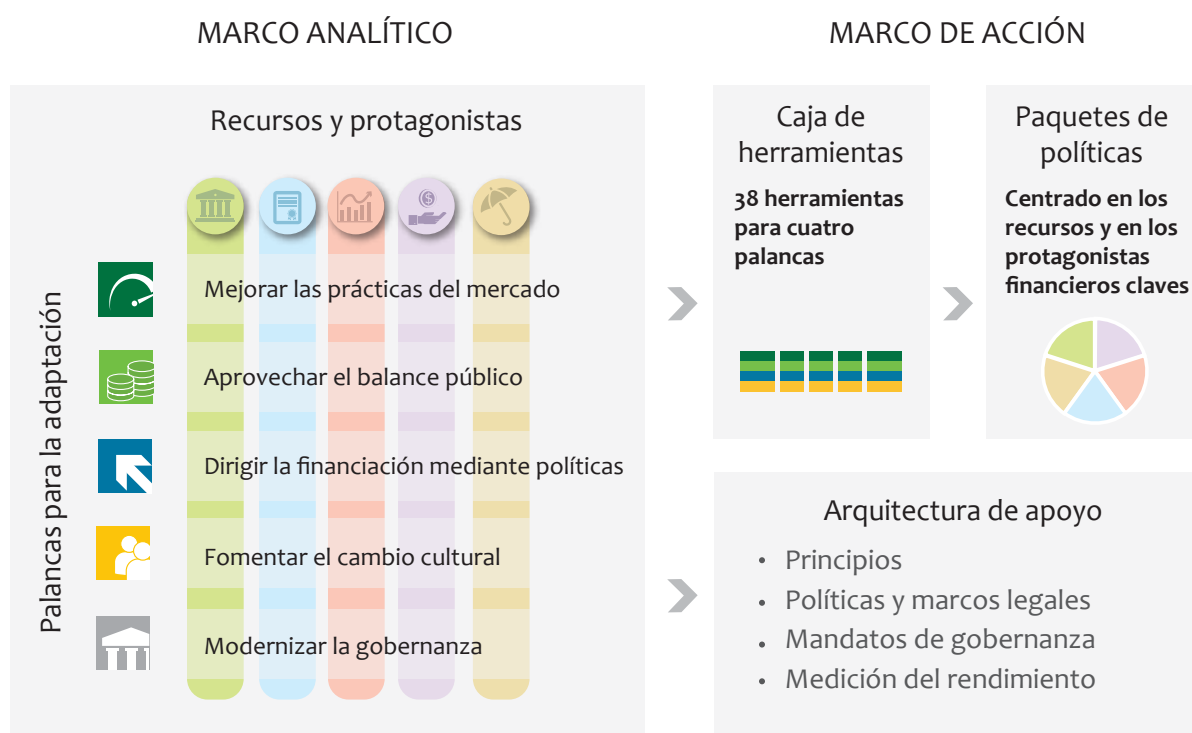 MARCO ANALÍTICO
MARCO DE ACCIÓN
Recursos y protagonistas
Palancas para la adaptación
Mejorar las prácticas del mercado
Aprovechar el balance público
Dirigir la financiación mediante políticas
Fomentar el cambio cultural
Modernizar la gobernanza
Caja de
herramientas
38 herramientas
para cuatro
palancas
Paquetes de
políticas
Centrado en los
recursos y en los
protagonistas
financieros claves
$
Arquitectura de apoyo
• Principios
• Políticas y marcos legales
• Mandatos de gobernanza
• Medición del rendimiento